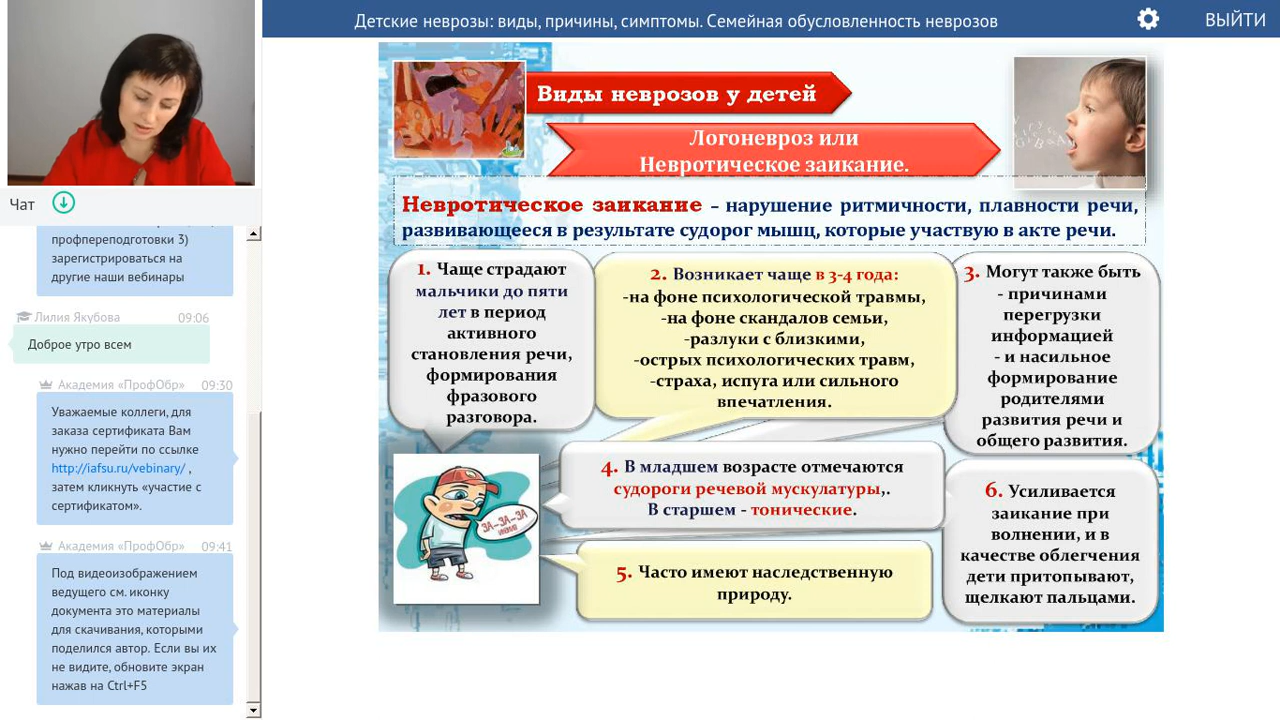 Детские неврозы: виды, причины, симптомы. Семейная обусловленность неврозов
ВЫЙТИ
Чат
профпереподготовки 3)
зарегистрироваться на
другие наши вебинары
Лилия Якубова 09:06
Доброе утро всем
Академия «ПрофОбр» 09:30
Уважаемые коллеги, для
заказа сертификата Вам
нужно перейти по ссылке
http://iafsu.ru/vebinary/ ,
затем кликнуть «участие с
сертификатом».
Академия «ПрофОбр» 09:41
Под видеоизображением
ведущего см. иконку
документа это материалы
для скачивания, которыми
поделился автор. Если вы их
не видите, обновите экран
нажав на Ctrl+F5
Виды неврозов у детей
Логоневроз или
Невротическое заикание.
Невротическое заикание – нарушение ритмичности, плавности речи,
развивающееся в результате судорог мышц, которые участвую в акте речи.
1. Чаще страдают
мальчики до пяти
лет в период
активного
становления речи,
формирования
фразового
разговора.
2. Возникает чаще в 3-4 года:
-на фоне психологической травмы,
-на фоне скандалов семьи,
-разлуки с близкими,
-острых психологических травм,
-страха, испуга или сильного
впечатления.
3. Могут также быть
- причинами
перегрузки
информацией
- и насильное
формирование
родителями
развития речи и
общего развития.
4. В младшем возрасте отмечаются
судороги речевой мускулатуры,.
В старшем - тонические.
5. Часто имеют наследственную
природу.
6. Усиливается
заикание при
волнении, и в
качестве облегчения
дети притопывают,
щелкают пальцами.
ЗА-ЗА-ЗА